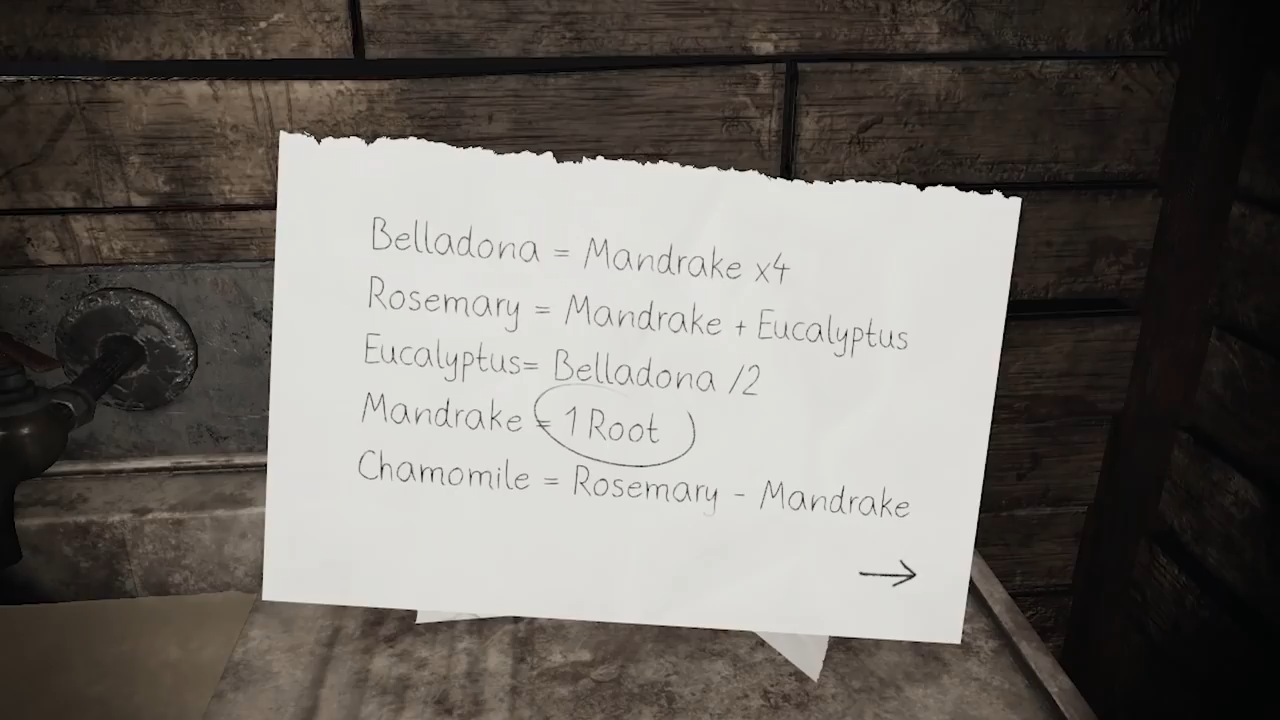 Belladona = Mandrake x4
Rosemary = Mandrake + Eucalyptus
Eucalyptus= Belladona /2
Mandrake = 1 Root
Chamomile = Rosemary - Mandrake
→